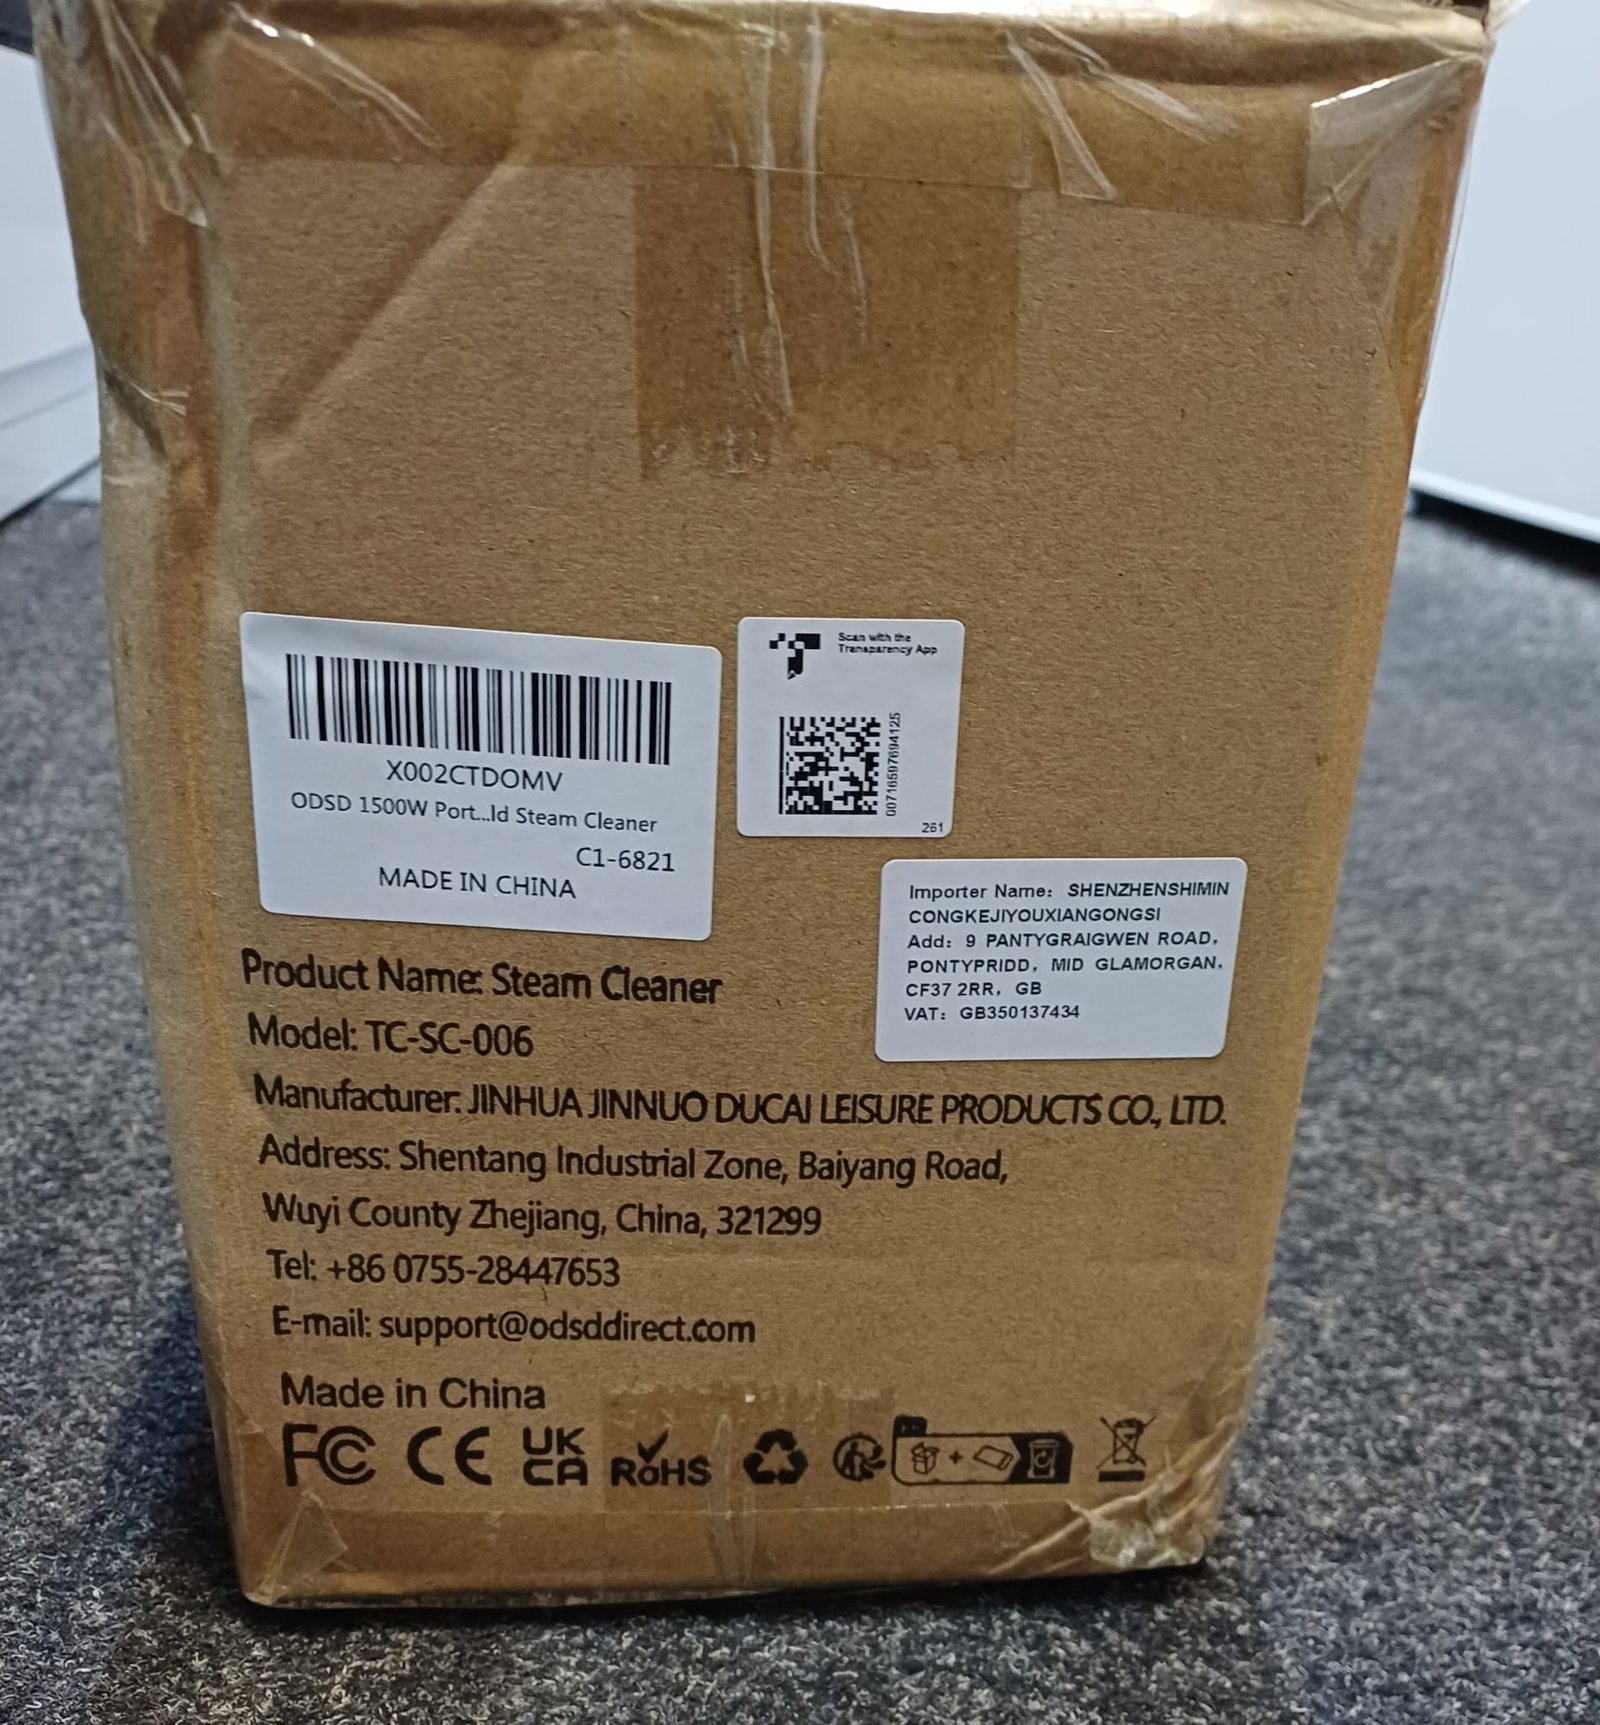 X002CTDOMV
ODSD 1500W Port...ld Steam Cleaner
C1-6821
MADE IN CHINA
Scan with the
Transparency App
00716597694125
261
Importer Name: SHENZHENSHIMIN
CONGKEJIYOUXIANGONGSI
Add: 9 PANTYGRAIGWEN ROAD,
PONTYPRIDD, MID GLAMORGAN,
CF37 2RR, GB
VAT: GB350137434
Product Name: Steam Cleaner
Model: TC-SC-006
Manufacturer: JINHUA JINNUO DUCAI LEISURE PRODUCTS CO., LTD.
Address: Shentang Industrial Zone, Baiyang Road,
Wuyi County Zhejiang, China, 321299
Tel: +86 0755-28447653
E-mail: support@odsddirect.com
Made in China
FC CE UK CA RoHS